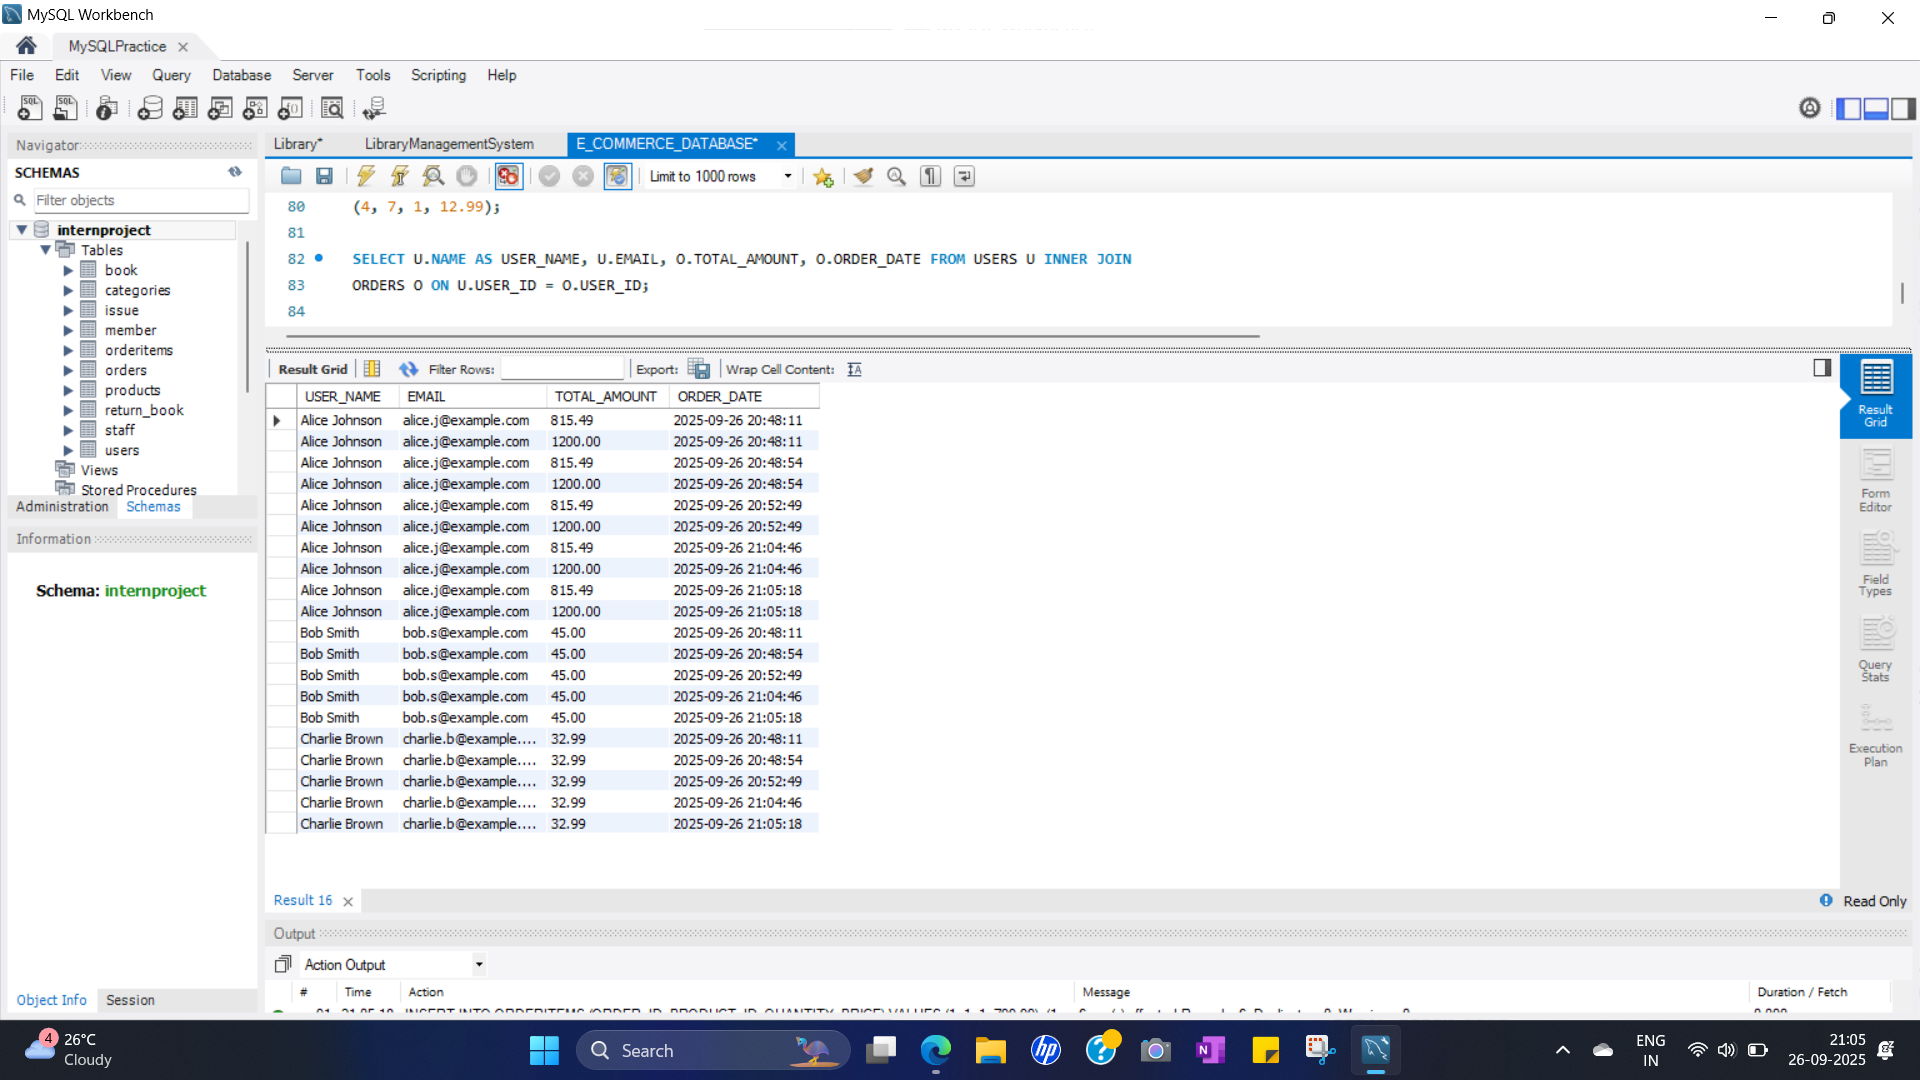 MySQL Workbench
MySQLPractice
File Edit View Query Database Server Tools Scripting Help
Navigator
SCHEMAS
Filter objects
internproject
Tables
book
categories
issue
member
orderitems
orders
products
return_book
staff
users
Views
Stored Procedures
Administration Schemas
Information
Schema: internproject
Object Info Session
Library* LibraryManagementSystem E_COMMERCE_DATABASE*
Limit to 1000 rows
80 (4, 7, 1, 12.99);
81
82 SELECT U.NAME AS USER_NAME, U.EMAIL, O.TOTAL_AMOUNT, O.ORDER_DATE FROM USERS U INNER JOIN
83 ORDERS O ON U.USER_ID = O.USER_ID;
84
Result Grid Filter Rows: Export: Wrap Cell Content:
USER_NAME EMAIL TOTAL_AMOUNT ORDER_DATE
Alice Johnson alice.j@example.com 815.49 2025-09-26 20:48:11
Alice Johnson alice.j@example.com 1200.00 2025-09-26 20:48:11
Alice Johnson alice.j@example.com 815.49 2025-09-26 20:48:54
Alice Johnson alice.j@example.com 1200.00 2025-09-26 20:48:54
Alice Johnson alice.j@example.com 815.49 2025-09-26 20:52:49
Alice Johnson alice.j@example.com 1200.00 2025-09-26 20:52:49
Alice Johnson alice.j@example.com 815.49 2025-09-26 21:04:46
Alice Johnson alice.j@example.com 1200.00 2025-09-26 21:04:46
Alice Johnson alice.j@example.com 815.49 2025-09-26 21:05:18
Alice Johnson alice.j@example.com 1200.00 2025-09-26 21:05:18
Bob Smith bob.s@example.com 45.00 2025-09-26 20:48:11
Bob Smith bob.s@example.com 45.00 2025-09-26 20:48:54
Bob Smith bob.s@example.com 45.00 2025-09-26 20:52:49
Bob Smith bob.s@example.com 45.00 2025-09-26 21:04:46
Bob Smith bob.s@example.com 45.00 2025-09-26 21:05:18
Charlie Brown charlie.b@example.... 32.99 2025-09-26 20:48:11
Charlie Brown charlie.b@example.... 32.99 2025-09-26 20:48:54
Charlie Brown charlie.b@example.... 32.99 2025-09-26 20:52:49
Charlie Brown charlie.b@example.... 32.99 2025-09-26 21:04:46
Charlie Brown charlie.b@example.... 32.99 2025-09-26 21:05:18
Result
Grid
Form
Editor
Field
Types
Query
Stats
Execution
Plan
Result 16 Read Only
Output
Action Output
# Time Action Message Duration / Fetch
4
26°C
Cloudy
Search
ENG
IN
21:05
26-09-2025